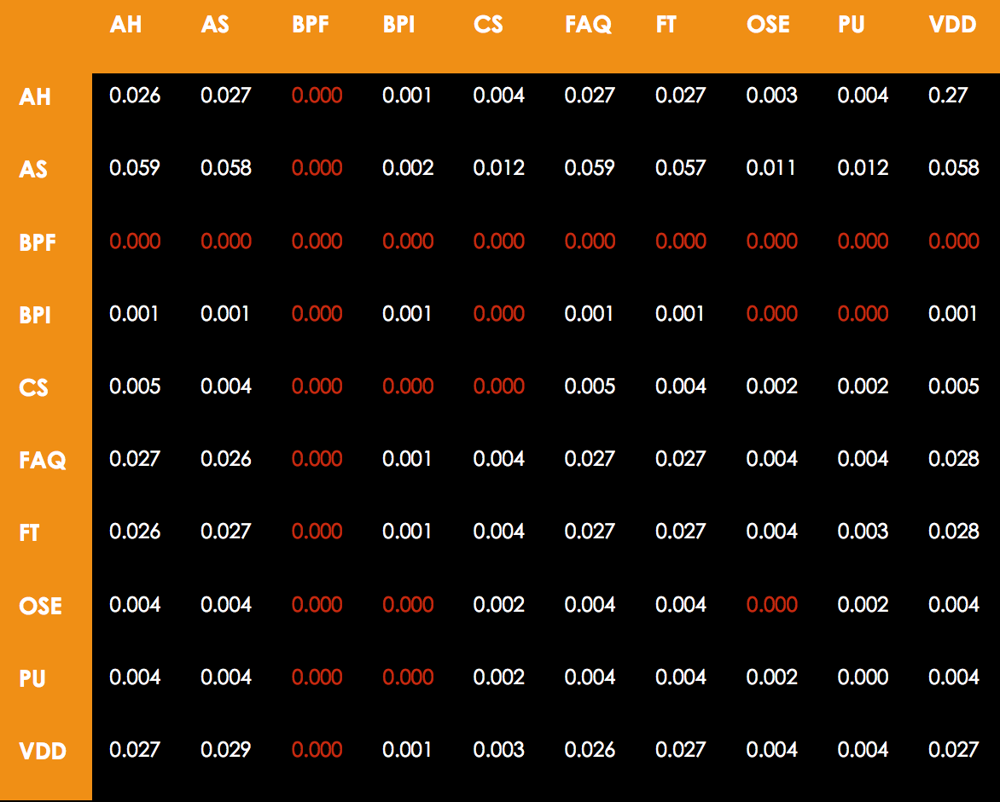 AH AS BPF BPI CS FAQ FT OSE PU VDD
AH 0.026 0.027 0.000 0.001 0.004 0.027 0.027 0.003 0.004 0.27
AS 0.059 0.058 0.000 0.002 0.012 0.059 0.057 0.011 0.012 0.058
BPF 0.000 0.000 0.000 0.000 0.000 0.000 0.000 0.000 0.000 0.000
BPI 0.001 0.001 0.000 0.001 0.000 0.001 0.001 0.000 0.000 0.001
CS 0.005 0.004 0.000 0.000 0.000 0.005 0.004 0.002 0.002 0.005
FAQ 0.027 0.026 0.000 0.001 0.004 0.027 0.027 0.004 0.004 0.028
FT 0.026 0.027 0.000 0.001 0.004 0.027 0.027 0.004 0.003 0.028
OSE 0.004 0.004 0.000 0.000 0.002 0.004 0.004 0.000 0.002 0.004
PU 0.004 0.004 0.000 0.000 0.002 0.004 0.004 0.002 0.000 0.004
VDD 0.027 0.029 0.000 0.001 0.003 0.026 0.027 0.004 0.004 0.027